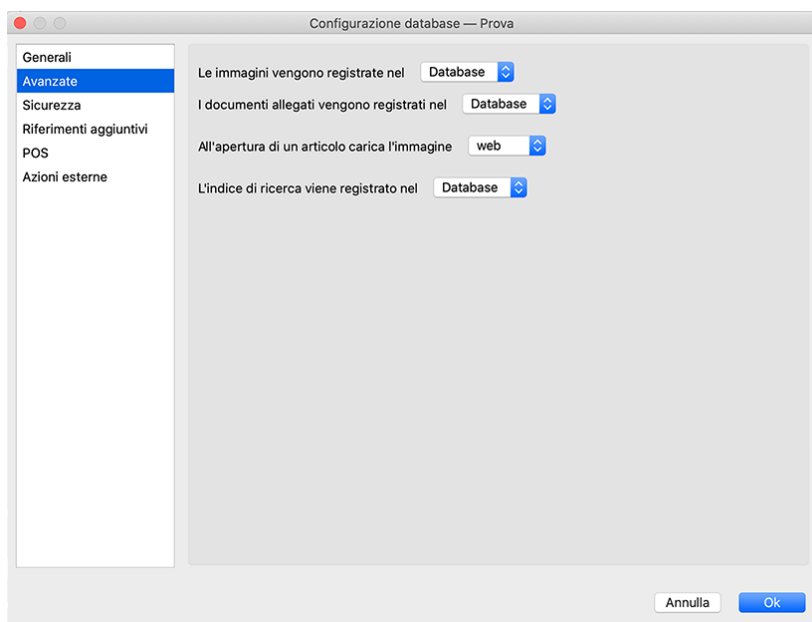 Configurazione database — Prova
Generali
Avanzate
Sicurezza
Riferimenti aggiuntivi
POS
Azioni esterne
Le immagini vengono registrate nel Database
I documenti allegati vengono registrati nel Database
All'apertura di un articolo carica l'immagine web
L'indice di ricerca viene registrato nel Database
Annulla Ok